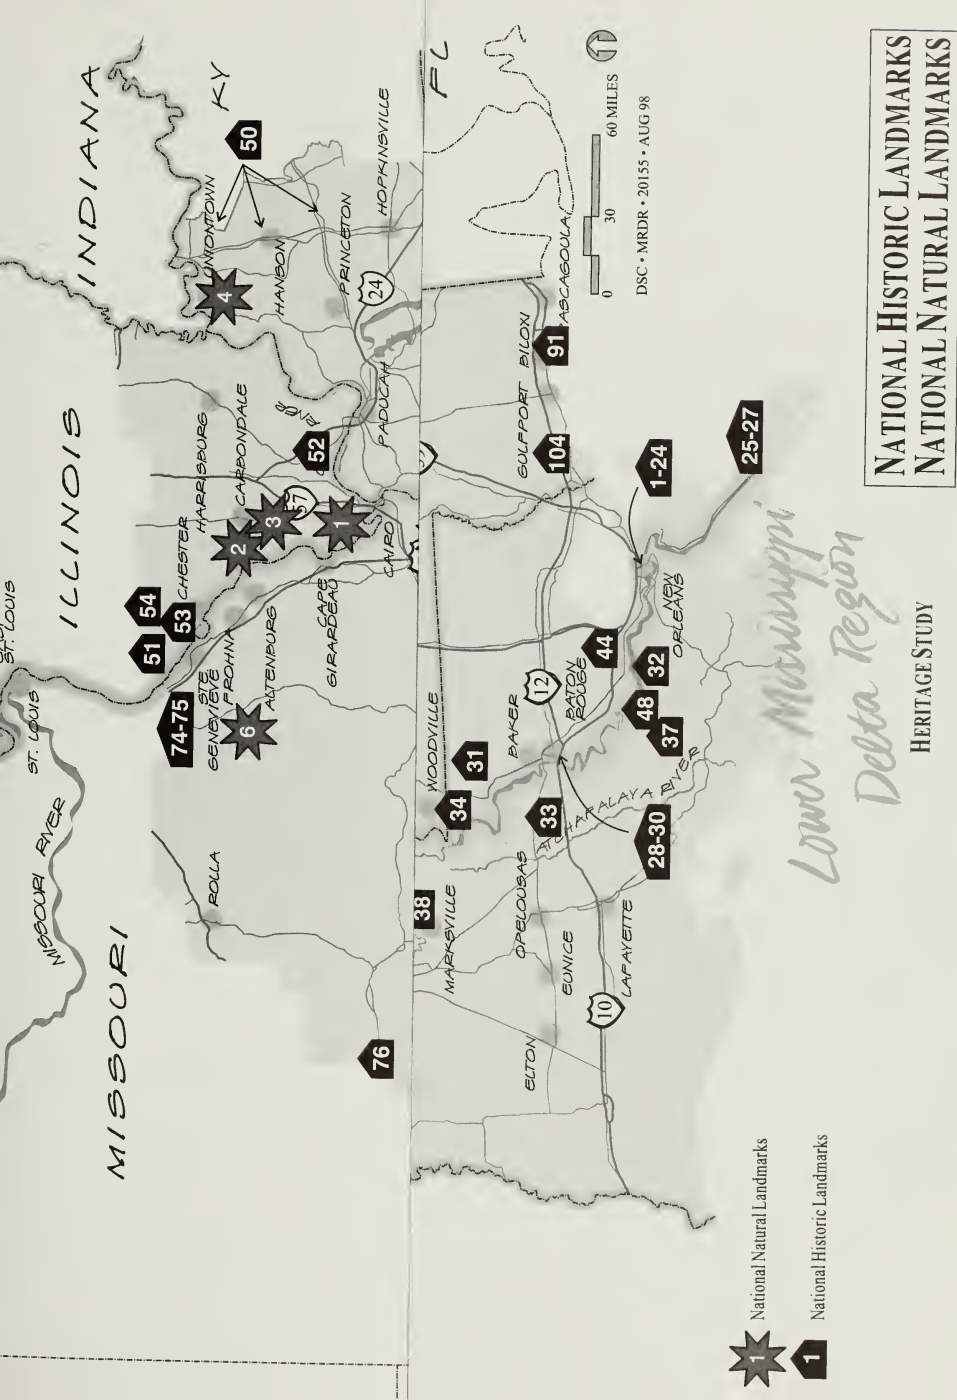 INDIANA
KY
50
UNIONTOWN
4
HANSON
PRINCETON
HOPKINSVILLE
24
ILLINOIS
HARRISBURG
CARBONDALE
RIVER
PADUCAH
52
57
3
2
1
CHESTER
CAIRO
54
53
51
CAPE
GIRARDEAU
ST. LOUIS
ST. LOUIS
74-75
STE
GENEVIEVE
FROHNA
ALTENBURG
6
MISSOURI RIVER
ROLLA
MISSOURI
76
FL
PASCAGOULA
BILOXI
GULFPORT
91
104
1-24
25-27
NEW
ORLEANS
WOODVILLE
BAKER
12
BATON
ROUGE
44
32
48
37
31
34
33
ATCHAFALAYA RIVER
28-30
38
MARKSVILLE
OPELOUSAS
EUNICE
LAFAYETTE
10
ELTON
0 30 60 MILES
DSC • MRDR • 20155 • AUG 98
1 National Natural Landmarks
1 National Historic Landmarks
Lower Mississippi
Delta Region
NATIONAL HISTORIC LANDMARKS
NATIONAL NATURAL LANDMARKS
HERITAGE STUDY